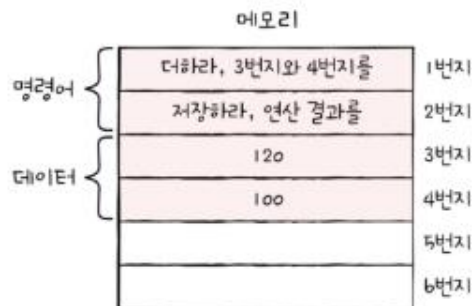 메모리
명령어
더하라, 3번지와 4번지를
1번지
저장하라, 연산 결과를
2번지
데이터
120
3번지
100
4번지
5번지
6번지